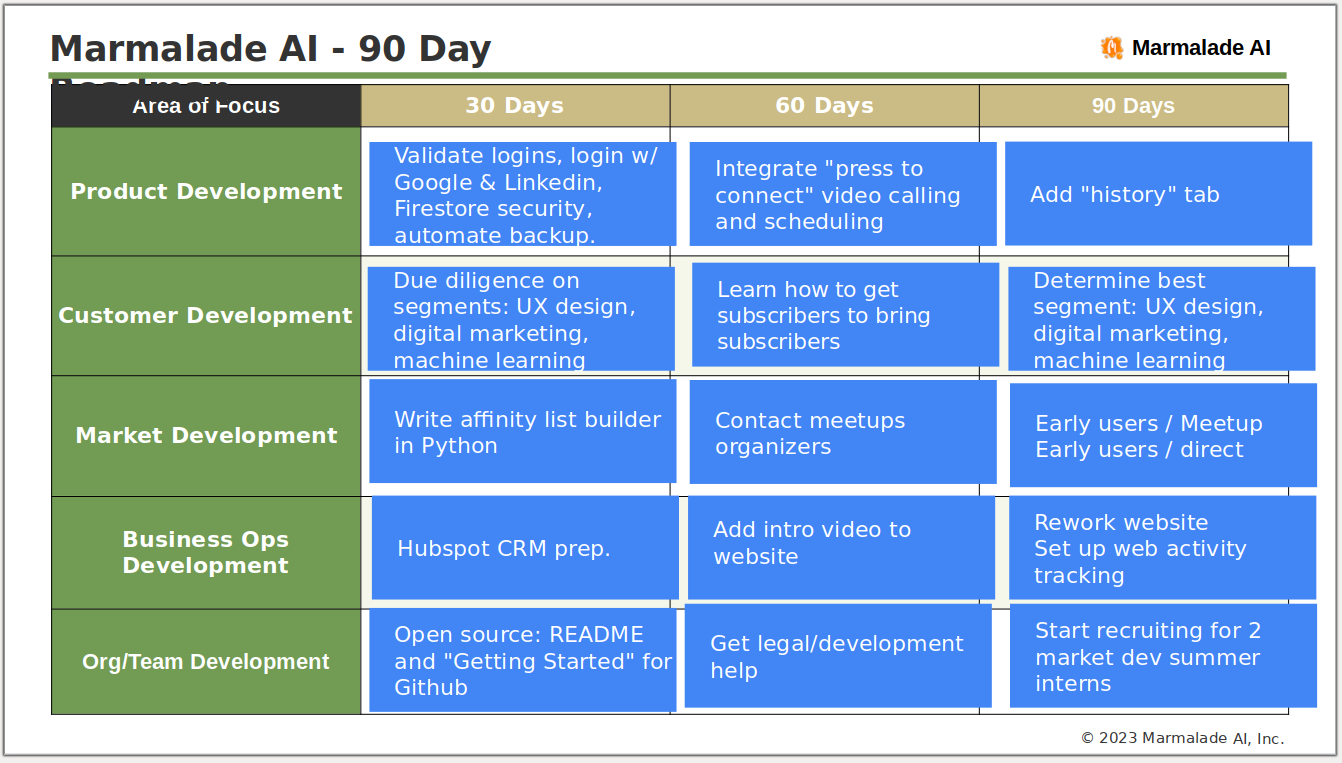 Marmalade AI - 90 Day
Roadmap
Marmalade AI
Area of Focus
30 Days
60 Days
90 Days
Product Development
Validate logins, login w/
Google & Linkedin,
Firestore security,
automate backup.
Integrate "press to
connect" video calling
and scheduling
Add "history" tab
Customer Development
Due diligence on
segments: UX design,
digital marketing,
machine learning
Learn how to get
subscribers to bring
subscribers
Determine best
segment: UX design,
digital marketing,
machine learning
Market Development
Write affinity list builder
in Python
Contact meetups
organizers
Early users / Meetup
Early users / direct
Business Ops
Development
Hubspot CRM prep.
Add intro video to
website
Rework website
Set up web activity
tracking
Org/Team Development
Open source: README
and "Getting Started" for
Github
Get legal/development
help
Start recruiting for 2
market dev summer
interns
© 2023 Marmalade AI, Inc.